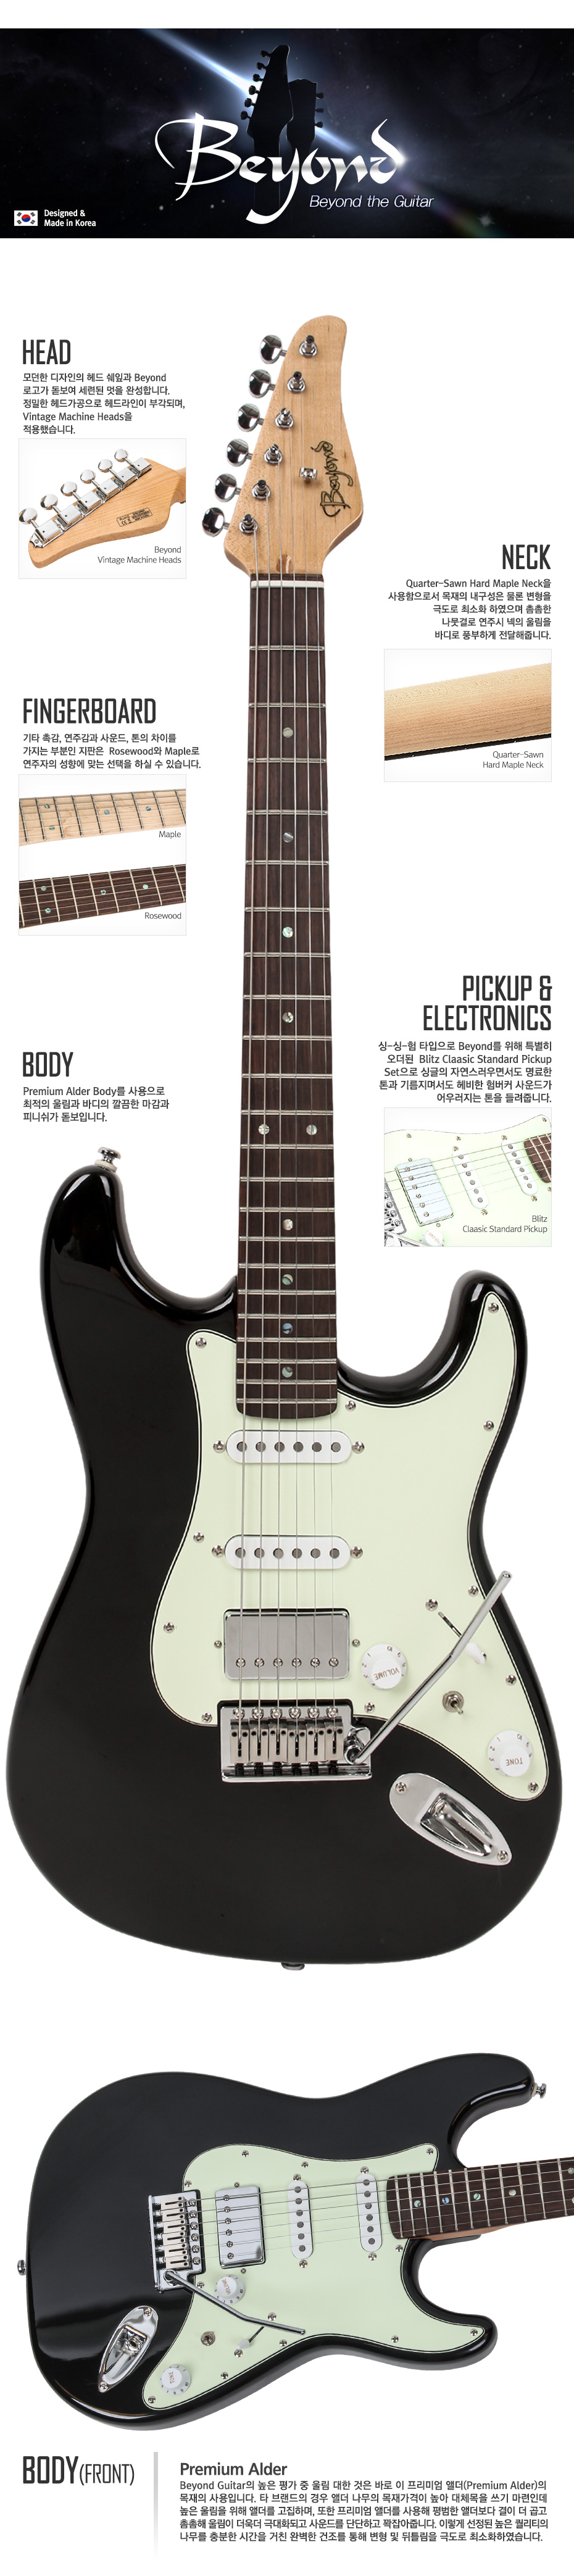 Beyond
Beyond the Guitar
Designed &
Made in Korea
HEAD
모던한 디자인의 헤드 쉐잎과 Beyond
로고가 돋보여 세련된 멋을 완성합니다.
정밀한 헤드가공으로 헤드라인이 부각되며,
Vintage Machine Heads을
적용했습니다.
Beyond
Vintage Machine Heads
Beyond
NECK
Quarter-Sawn Hard Maple Neck을
사용함으로서 목재의 내구성은 물론 변형을
극도로 최소화 하였으며 촘촘한
나뭇결로 연주시 넥의 울림을
바디로 풍부하게 전달해줍니다.
Quarter-Sawn
Hard Maple Neck
FINGERBOARD
기타 촉감, 연주감과 사운드, 톤의 차이를
가지는 부분인 지판은 Rosewood와 Maple로
연주자의 성향에 맞는 선택을 하실 수 있습니다.
Maple
Rosewood
PICKUP &
ELECTRONICS
싱-싱-험 타입으로 Beyond를 위해 특별히
오더된 Blitz Claasic Standard Pickup
Set으로 싱글의 자연스러우면서도 명료한
톤과 기름지며서도 헤비한 험버커 사운드가
어우러지는 톤을 들려줍니다.
Blitz
Claasic Standard Pickup
BODY
Premium Alder Body를 사용으로
최적의 울림과 바디의 깔끔한 마감과
피니쉬가 돋보입니다.
VOLUME
TONE
BODY(FRONT)
Premium Alder
Beyond Guitar의 높은 평가 중 울림 대한 것은 바로 이 프리미엄 앨더(Premium Alder)의
목재의 사용입니다. 타 브랜드의 경우 앨더 나무의 목재가격이 높아 대체목을 쓰기 마련인데
높은 울림을 위해 앨더를 고집하며, 또한 프리미엄 앨더를 사용해 평범한 앨더보다 결이 더 곱고
촘촘해 울림이 더욱더 극대화되고 사운드를 단단하고 꽉잡아줍니다. 이렇게 선정된 높은 퀄리티의
나무를 충분한 시간을 거친 완벽한 건조를 통해 변형 및 뒤틀림을 극도로 최소화하였습니다.